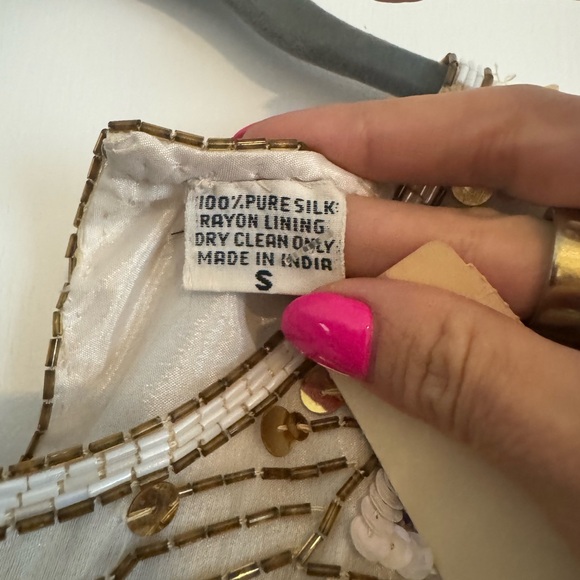 100% PURE SILK
RAYON LINING
DRY CLEAN ONLY
MADE IN INDIA
S